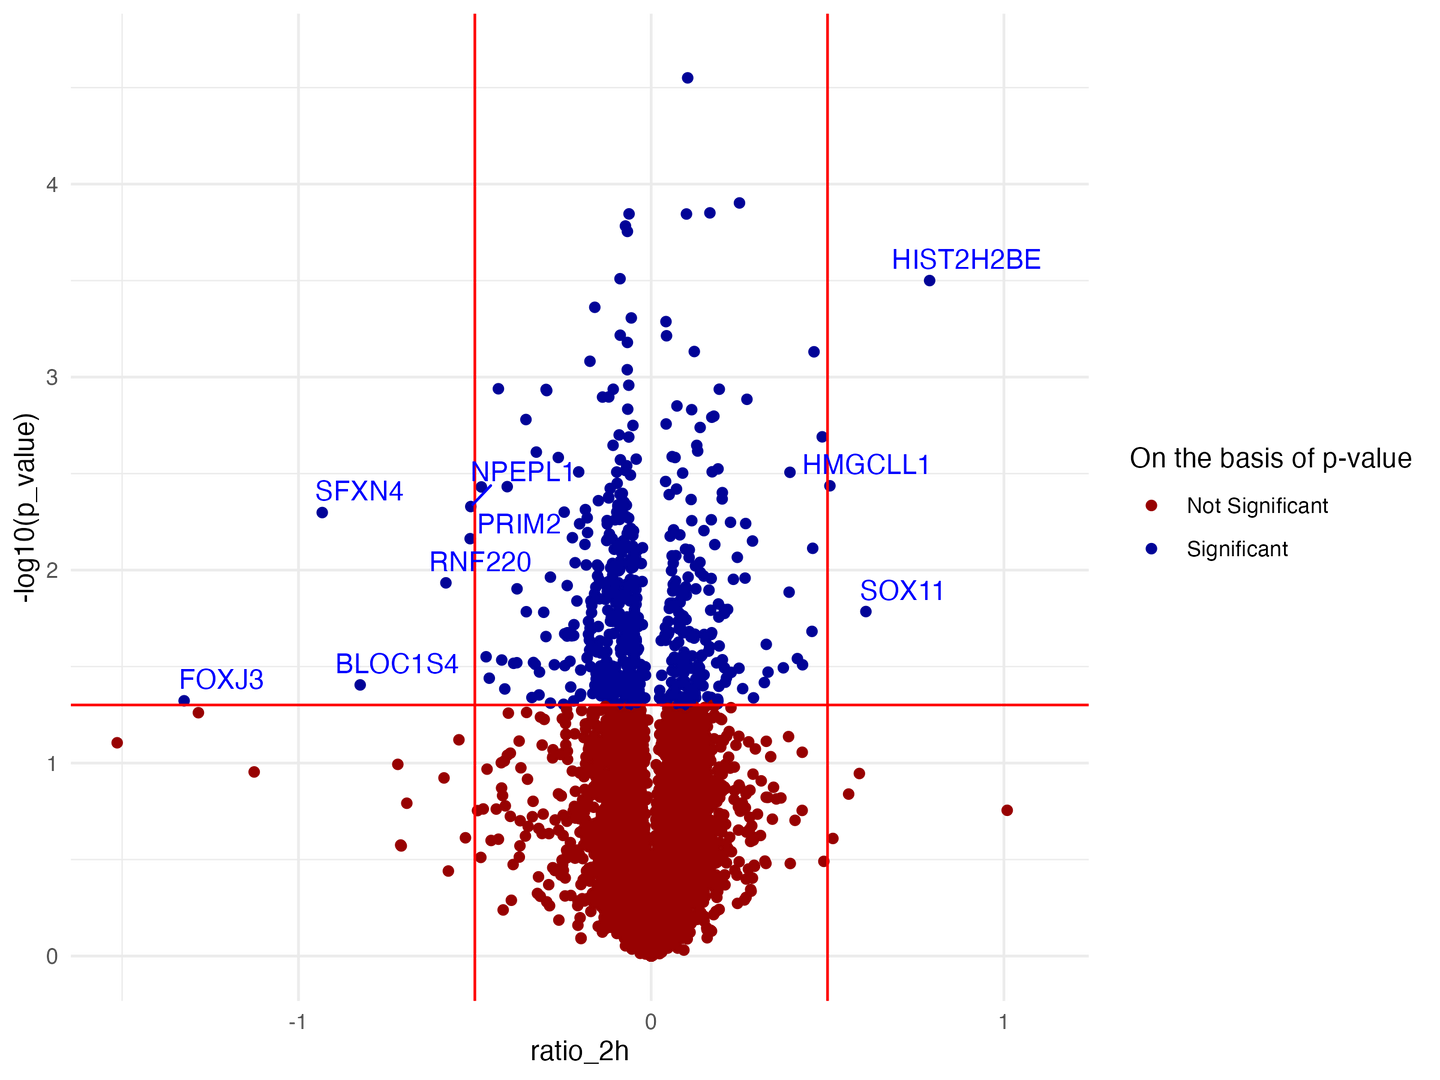 HIST2H2BE
HMGCLL1
NPEPL1
SFXN4
PRIM2
RNF220
SOX11
BLOC1S4
FOXJ3
4
3
2
1
0
-log10(p_value)
-1
0
1
ratio_2h
On the basis of p-value
Not Significant
Significant